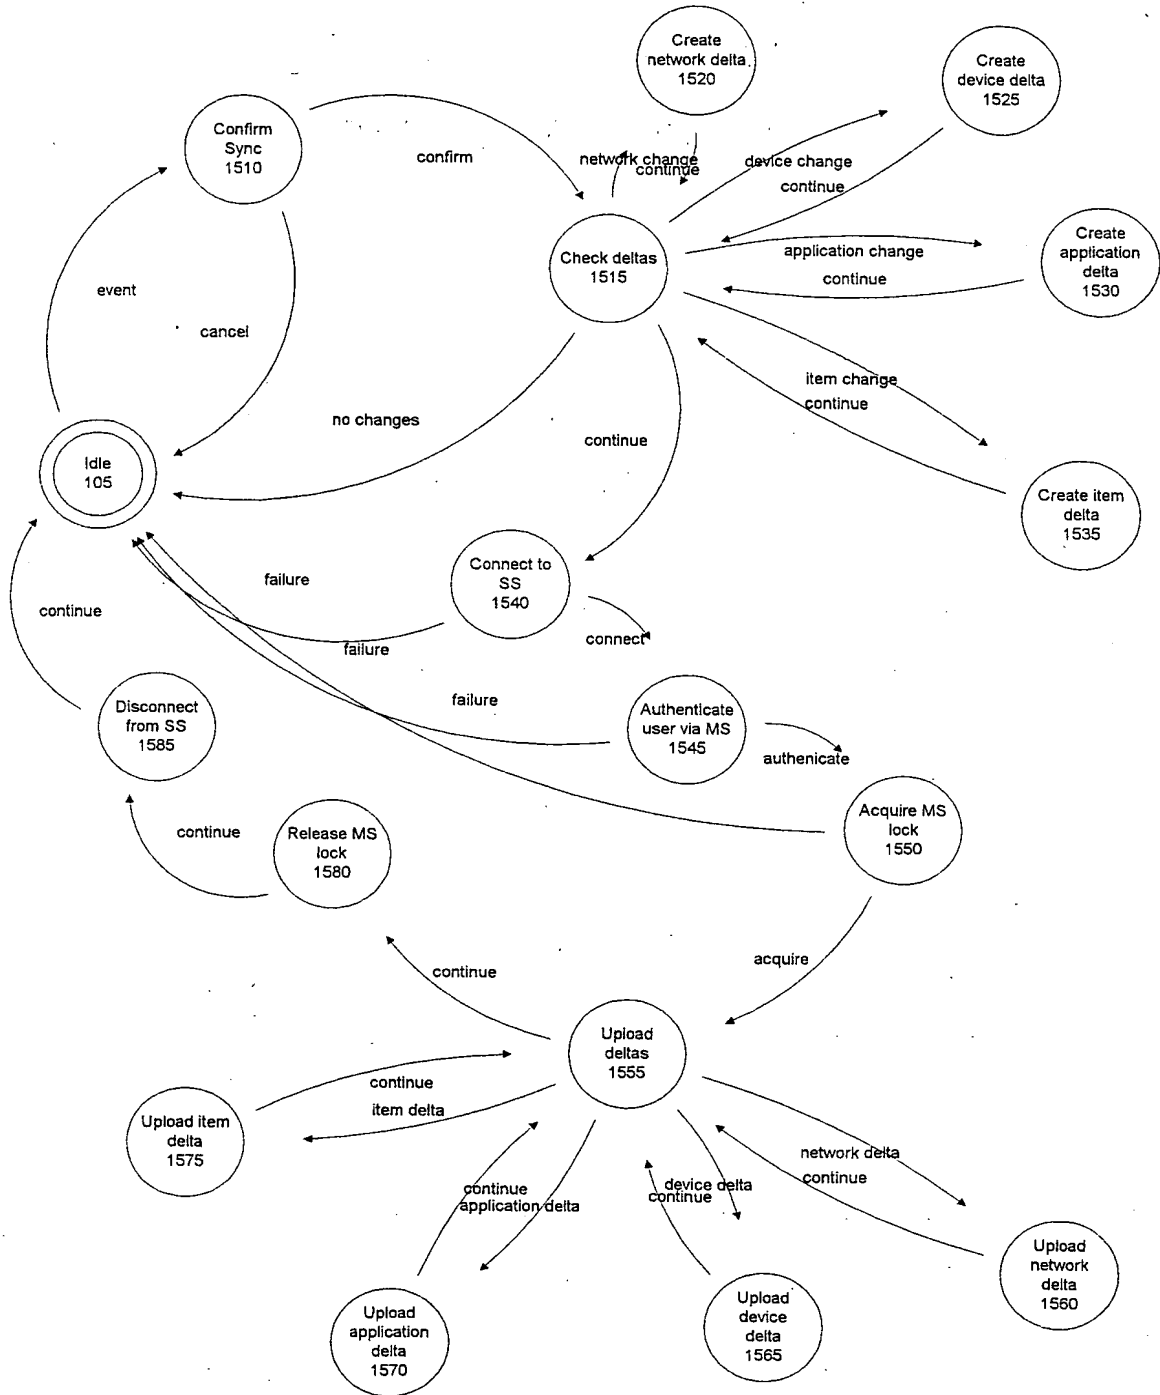 Create
network delta
1520
Create
device delta
1525
Confirm
Sync
1510
confirm
network change
continue
device change
continue
Check deltas
1515
application change
continue
Create
application
delta
1530
event
cancel
item change
continue
no changes
continue
Idle
105
Create item
delta
1535
failure
Connect to
SS
1540
continue
connect
failure
failure
Disconnect
from SS
1585
Authenticate
user via MS
1545
authenicate
continue
Release MS
lock
1580
Acquire MS
lock
1550
continue
acquire
Upload
deltas
1555
continue
item delta
Upload item
delta
1575
network delta
continue
continue
application delta
device delta
continue
Upload
network
delta
1560
Upload
application
delta
1570
Upload
device
delta
1565